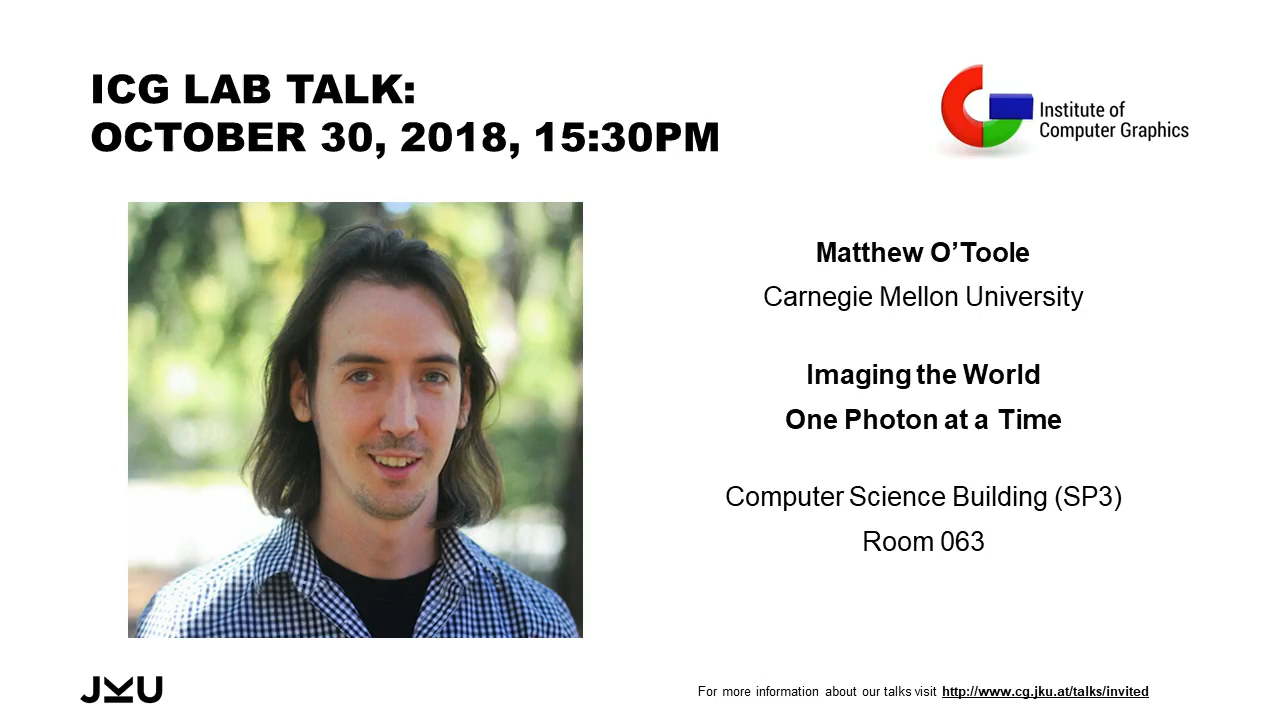 ICG LAB TALK:
OCTOBER 30, 2018, 15:30PM
Institute of
Computer Graphics
Matthew O’Toole
Carnegie Mellon University
Imaging the World
One Photon at a Time
Computer Science Building (SP3)
Room 063
JKU
For more information about our talks visit http://www.cg.jku.at/talks/invited